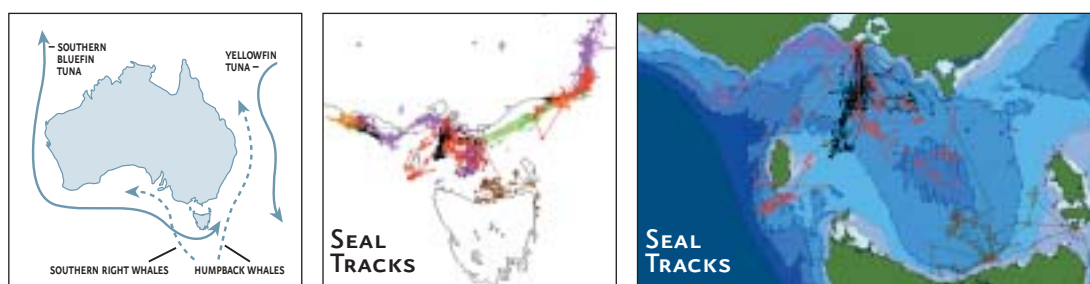 – SOUTHERN
BLUEFIN
TUNA
YELLOWFIN
TUNA –
SOUTHERN RIGHT WHALES
HUMPBACK WHALES
SEAL
TRACKS
SEAL
TRACKS